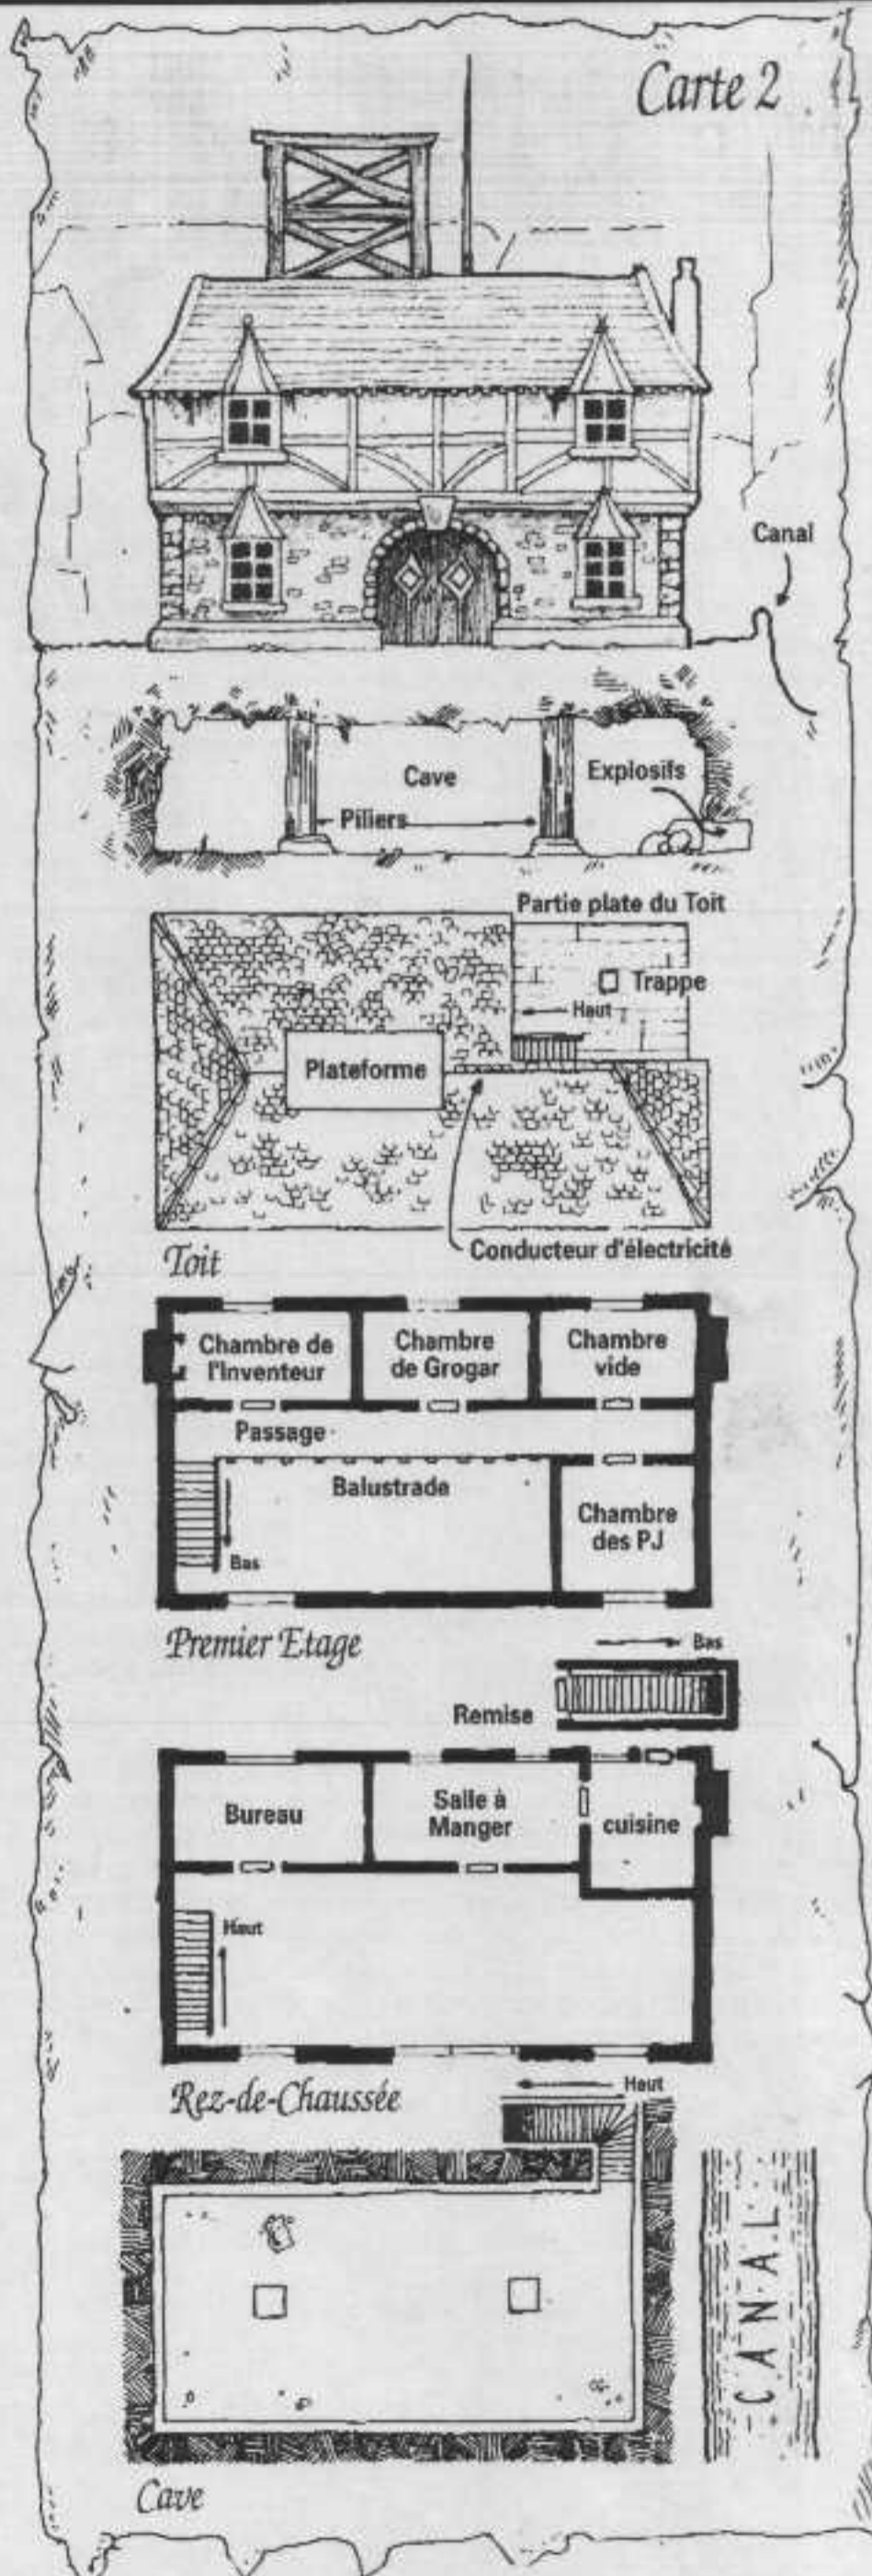 Carte 2
Canal
Cave
Explosifs
Piliers
Partie plate du Toit
Trappe
Haut
Plateforme
Conducteur d'électricité
Toit
Chambre de
l'Inventeur
Chambre
de Grogar
Chambre
vide
Passage
Balustrade
Chambre
des PJ
Bas
Premier Etage
Bas
Remise
Bureau
Salle à
Manger
cuisine
Haut
Rez-de-Chaussée
Haut
CANAL
Cave